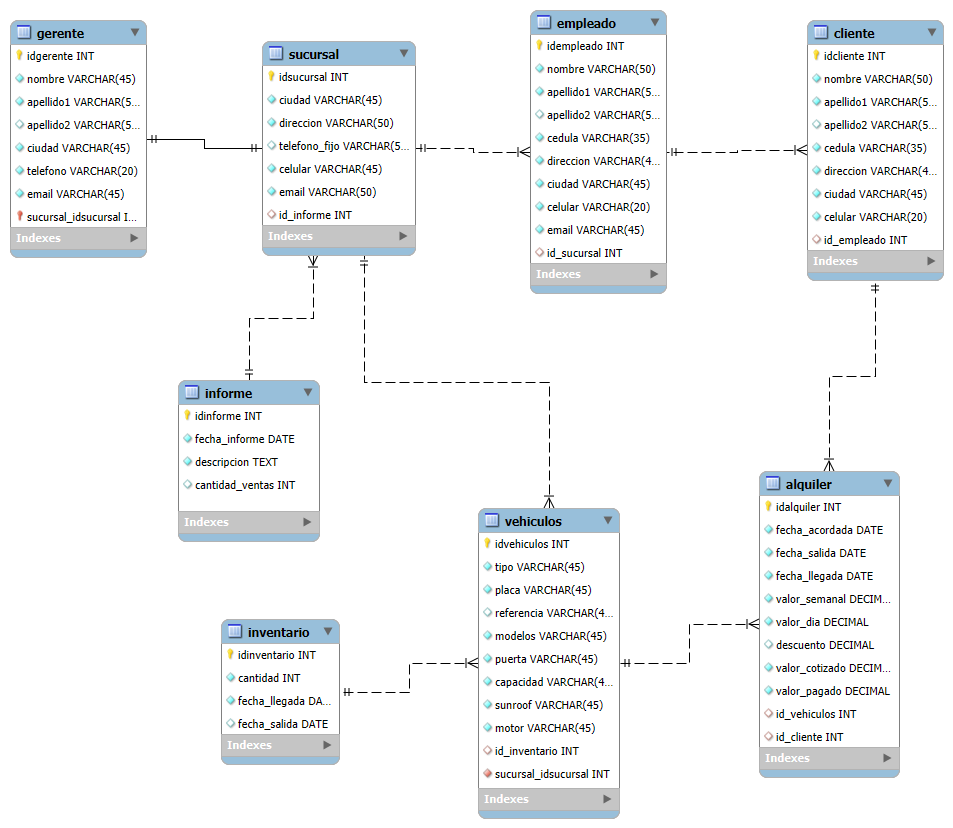 gerente
idgerente INT
nombre VARCHAR(45)
apellido1 VARCHAR(5...
apellido2 VARCHAR(5...
ciudad VARCHAR(45)
telefono VARCHAR(20)
email VARCHAR(45)
sucursal_idsucursal I...
Indexes
sucursal
idsucursal INT
ciudad VARCHAR(45)
direccion VARCHAR(50)
telefono_fijo VARCHAR(5...
celular VARCHAR(45)
email VARCHAR(50)
id_informe INT
Indexes
empleado
idempleado INT
nombre VARCHAR(50)
apellido1 VARCHAR(5...
apellido2 VARCHAR(5...
cedula VARCHAR(35)
direccion VARCHAR(4...
ciudad VARCHAR(45)
celular VARCHAR(20)
email VARCHAR(45)
id_sucursal INT
Indexes
cliente
idcliente INT
nombre VARCHAR(50)
apellido1 VARCHAR(5...
apellido2 VARCHAR(5...
cedula VARCHAR(35)
direccion VARCHAR(4...
ciudad VARCHAR(45)
celular VARCHAR(20)
id_empleado INT
Indexes
informe
idinforme INT
fecha_informe DATE
descripcion TEXT
cantidad_ventas INT
Indexes
inventario
idinventario INT
cantidad INT
fecha_llegada DA...
fecha_salida DATE
Indexes
vehiculos
idvehiculos INT
tipo VARCHAR(45)
placa VARCHAR(45)
referencia VARCHAR(4...
modelos VARCHAR(45)
puerta VARCHAR(45)
capacidad VARCHAR(4...
sunroof VARCHAR(45)
motor VARCHAR(45)
id_inventario INT
sucursal_idsucursal INT
Indexes
alquiler
idalquiler INT
fecha_acordada DATE
fecha_salida DATE
fecha_llegada DATE
valor_semanal DECIM...
valor_dia DECIMAL
descuento DECIMAL
valor_cotizado DECIM...
valor_pagado DECIMAL
id_vehiculos INT
id_cliente INT
Indexes